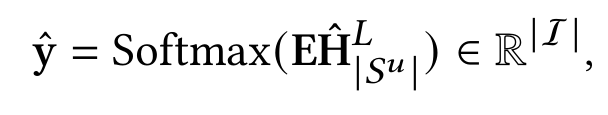 ŷ = Softmax(EĤ^L_{|S^u|}) ∈ ℝ^{|ℐ|},